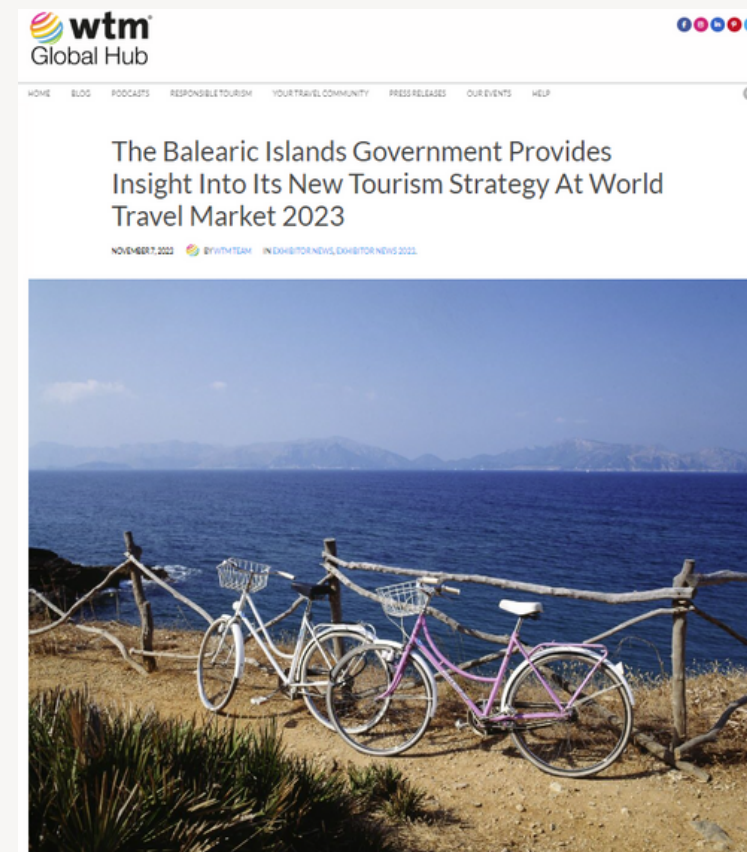 wtm
Global Hub
HOME BLOG PODCASTS RESPONSIBLE TOURISM YOUR TRAVEL COMMUNITY PRESS RELEASES OUR EVENTS HELP
The Balearic Islands Government Provides
Insight Into Its New Tourism Strategy At World
Travel Market 2023
NOVEMBER 7, 2023 BY WTM TEAM IN EXHIBITOR NEWS, EXHIBITOR NEWS 2023,